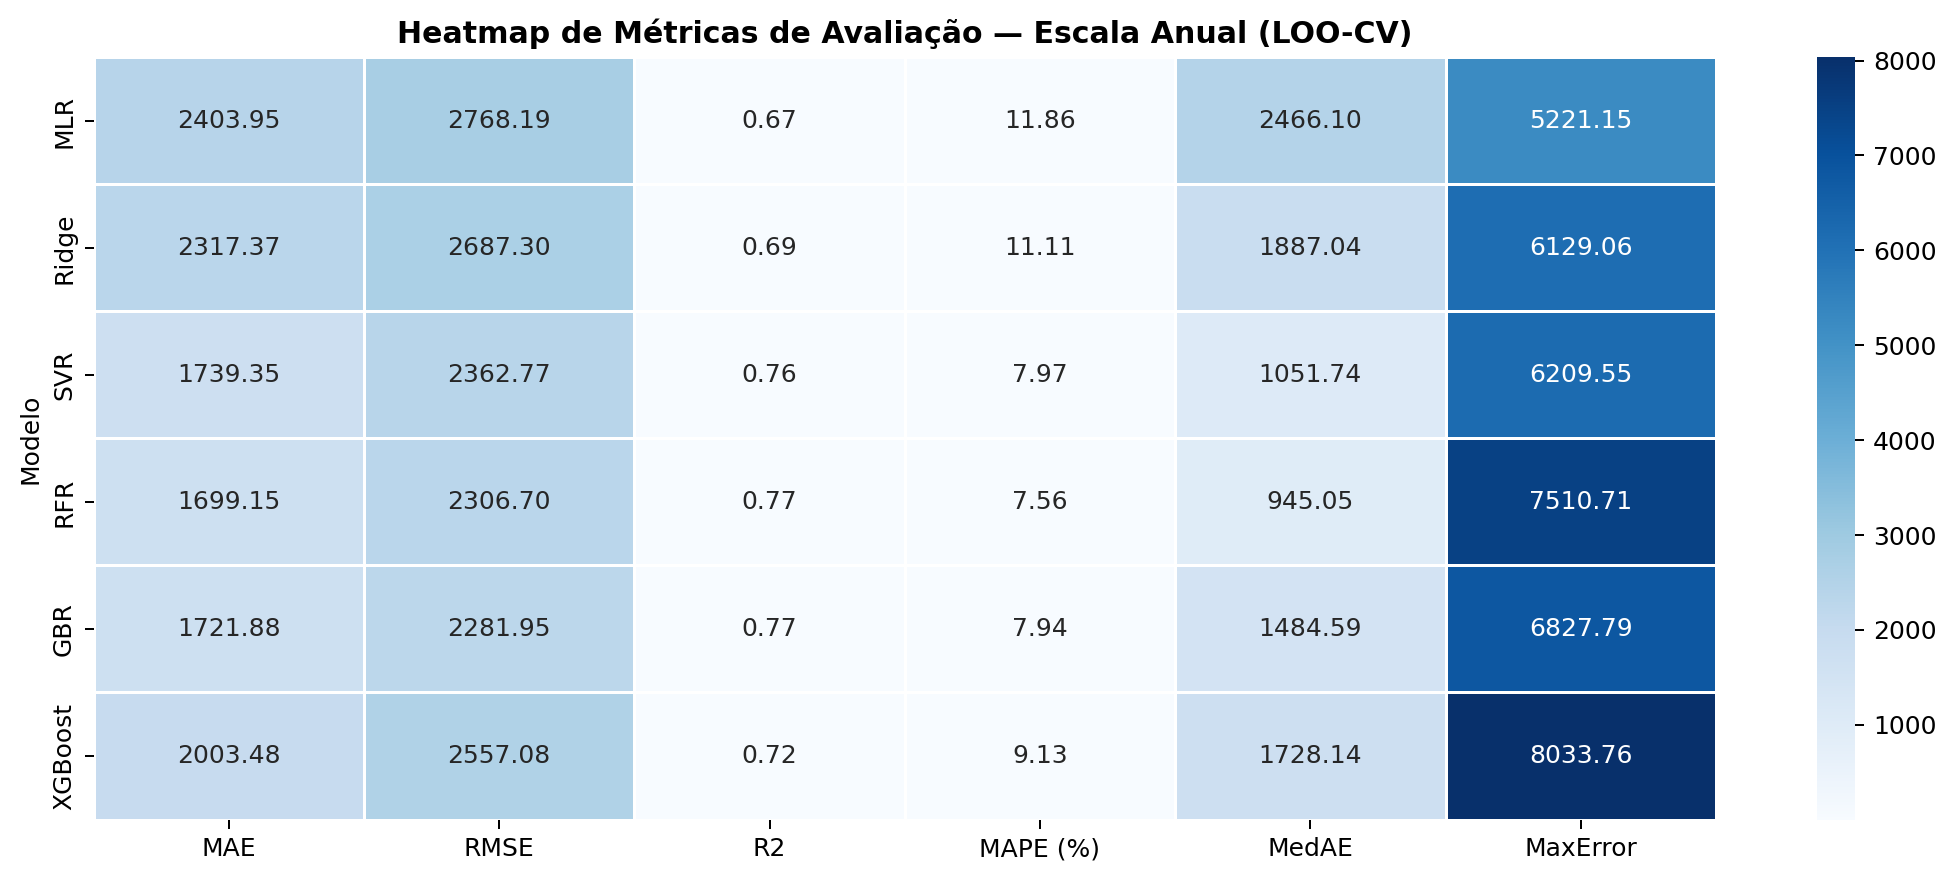 Heatmap de Métricas de Avaliação — Escala Anual (LOO-CV)
Modelo
MLR 2403.95 2768.19 0.67 11.86 2466.10 5221.15
Ridge 2317.37 2687.30 0.69 11.11 1887.04 6129.06
SVR 1739.35 2362.77 0.76 7.97 1051.74 6209.55
RFR 1699.15 2306.70 0.77 7.56 945.05 7510.71
GBR 1721.88 2281.95 0.77 7.94 1484.59 6827.79
XGBoost 2003.48 2557.08 0.72 9.13 1728.14 8033.76
MAE RMSE R2 MAPE (%) MedAE MaxError
8000
7000
6000
5000
4000
3000
2000
1000